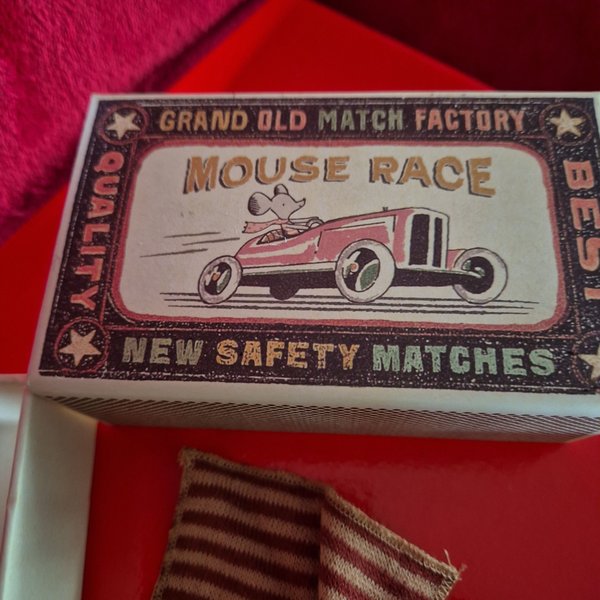 GRAND OLD MATCH FACTORY
MOUSE RACE
QUALITY
BEST
NEW SAFETY MATCHES